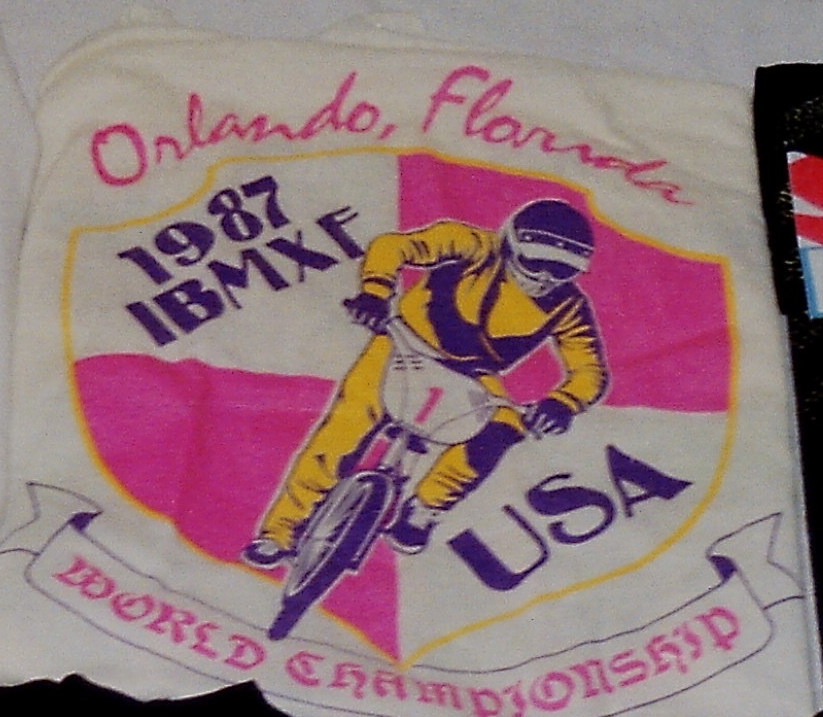 Orlando, Florida
1987
IBMXF
1
USA
WORLD CHAMPIONSHIP